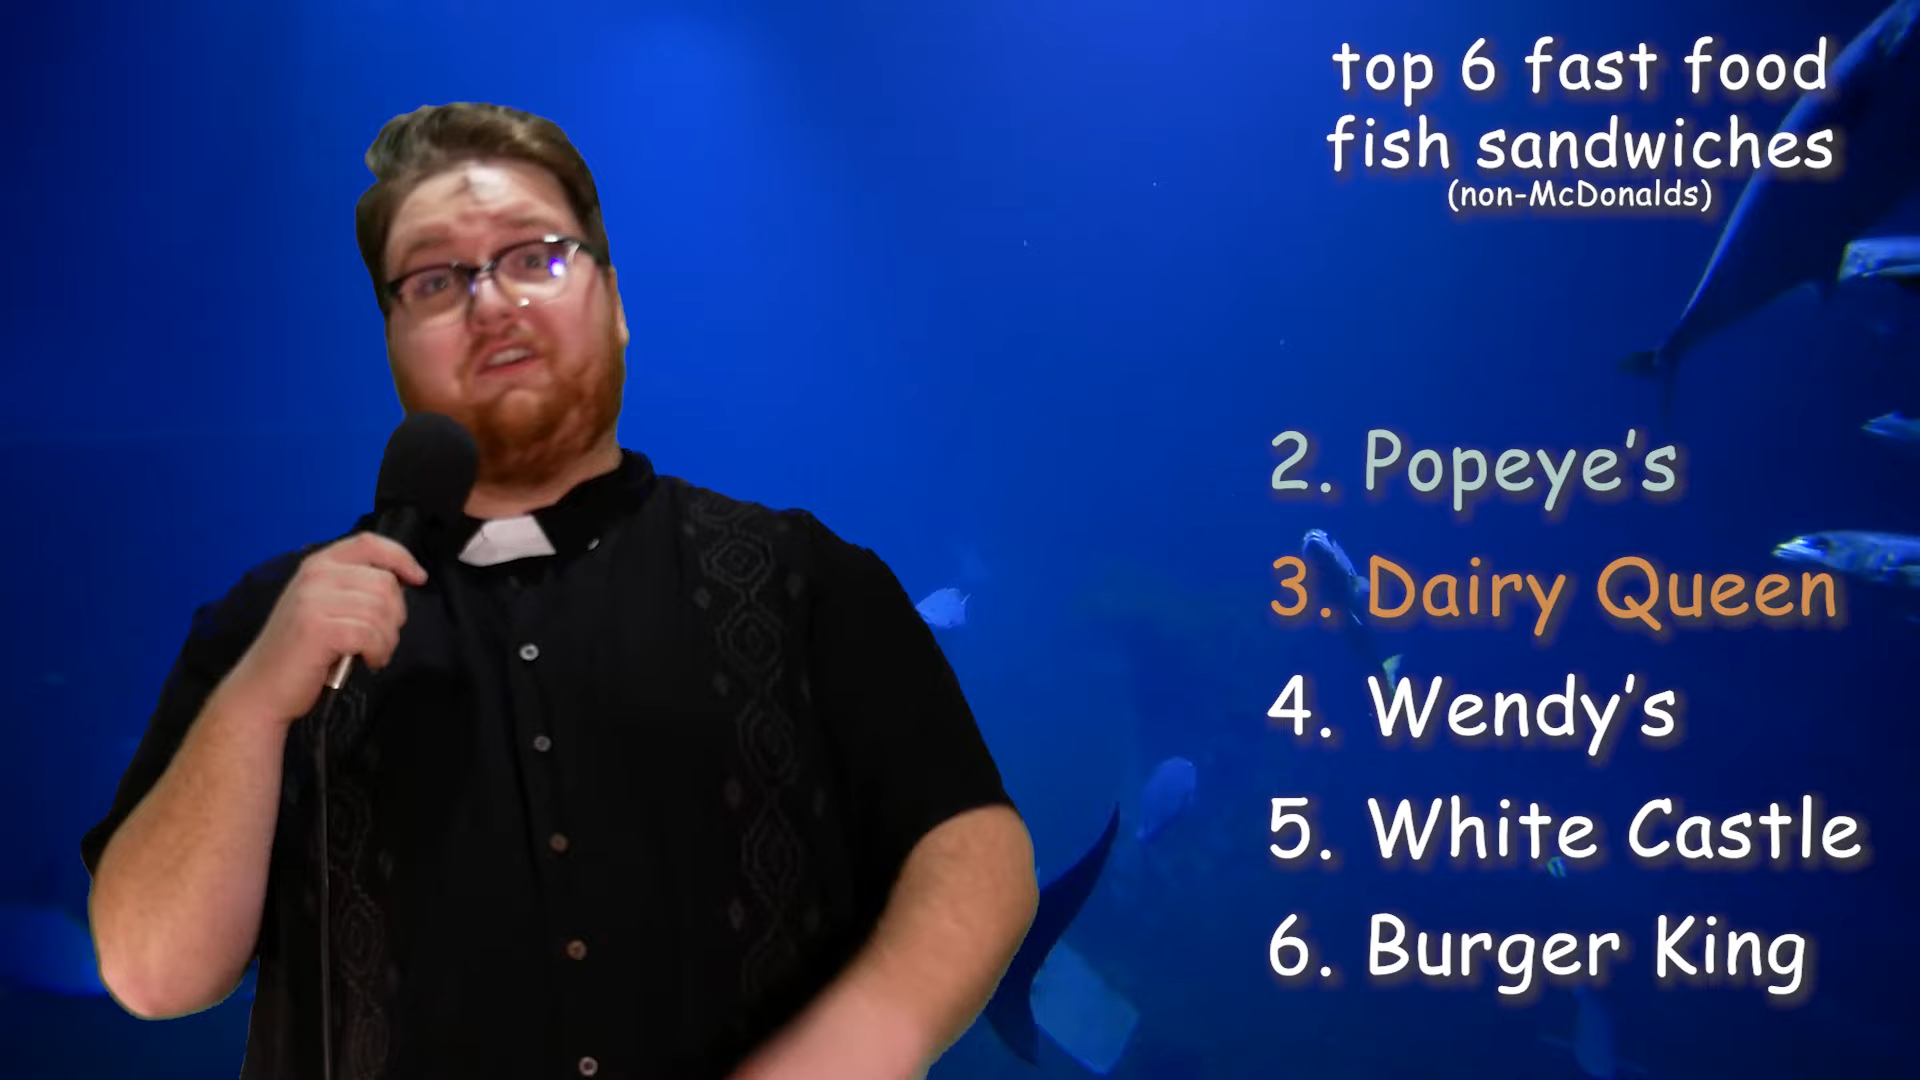 top 6 fast food
fish sandwiches
(non-McDonalds)
2. Popeye's
3. Dairy Queen
4. Wendy's
5. White Castle
6. Burger King